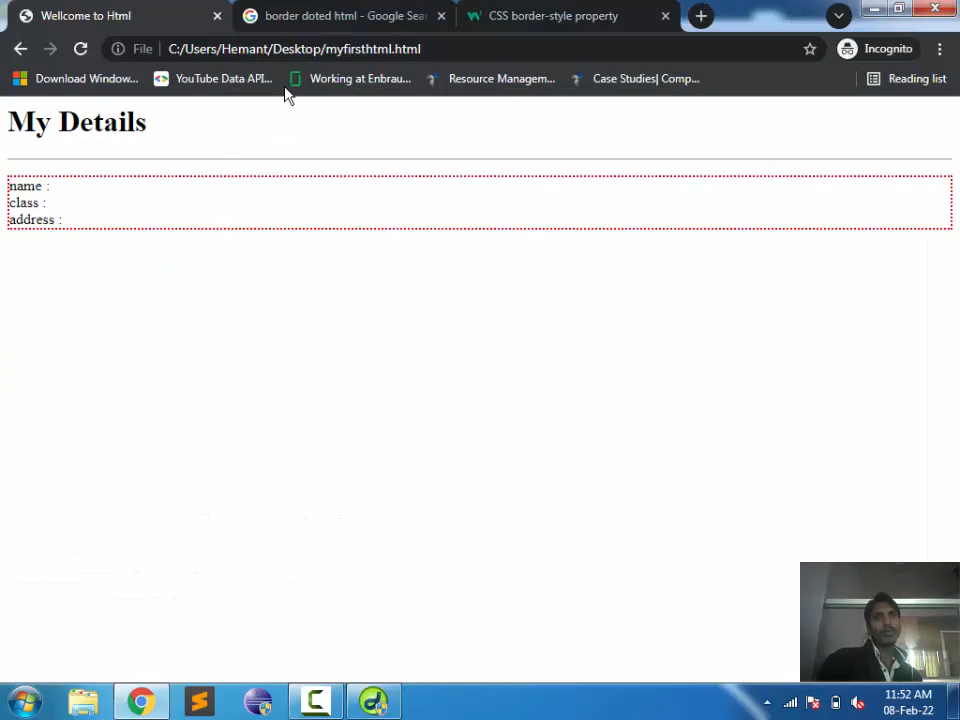 Wellcome to Html
border doted html - Google Sea
CSS border-style property
File
C:/Users/Hemant/Desktop/myfirsthtml.html
Incognito
Download Window...
YouTube Data API...
Working at Enbrau...
Resource Managem...
Case Studies| Comp...
Reading list
My Details
name :
class :
address :
11:52 AM
08-Feb-22